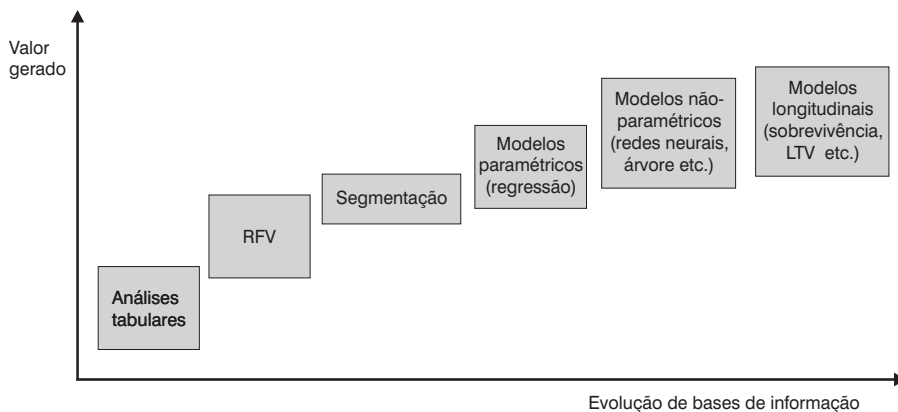 Valor
gerado
Análises
tabulares
RFV
Segmentação
Modelos
paramétricos
(regressão)
Modelos não-
paramétricos
(redes neurais,
árvore etc.)
Modelos
longitudinais
(sobrevivência,
LTV etc.)
Evolução de bases de informação